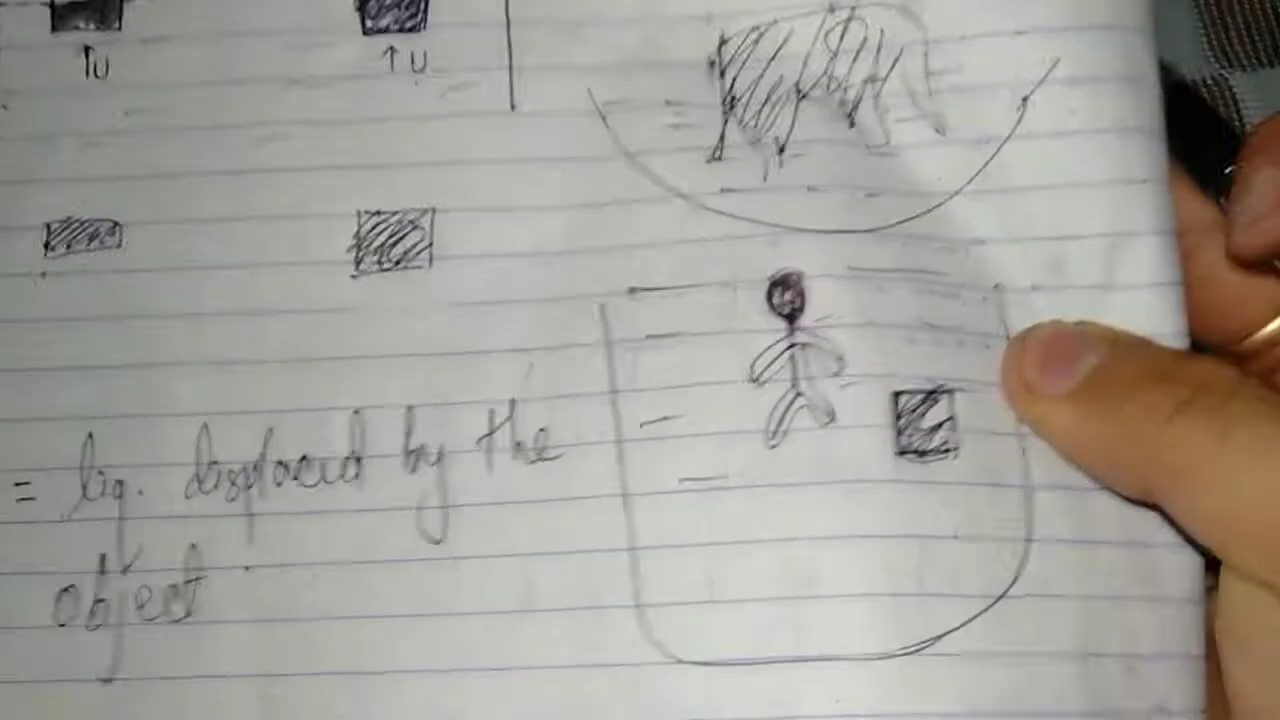 ↑U ↑U
= liq. displaced by the
object